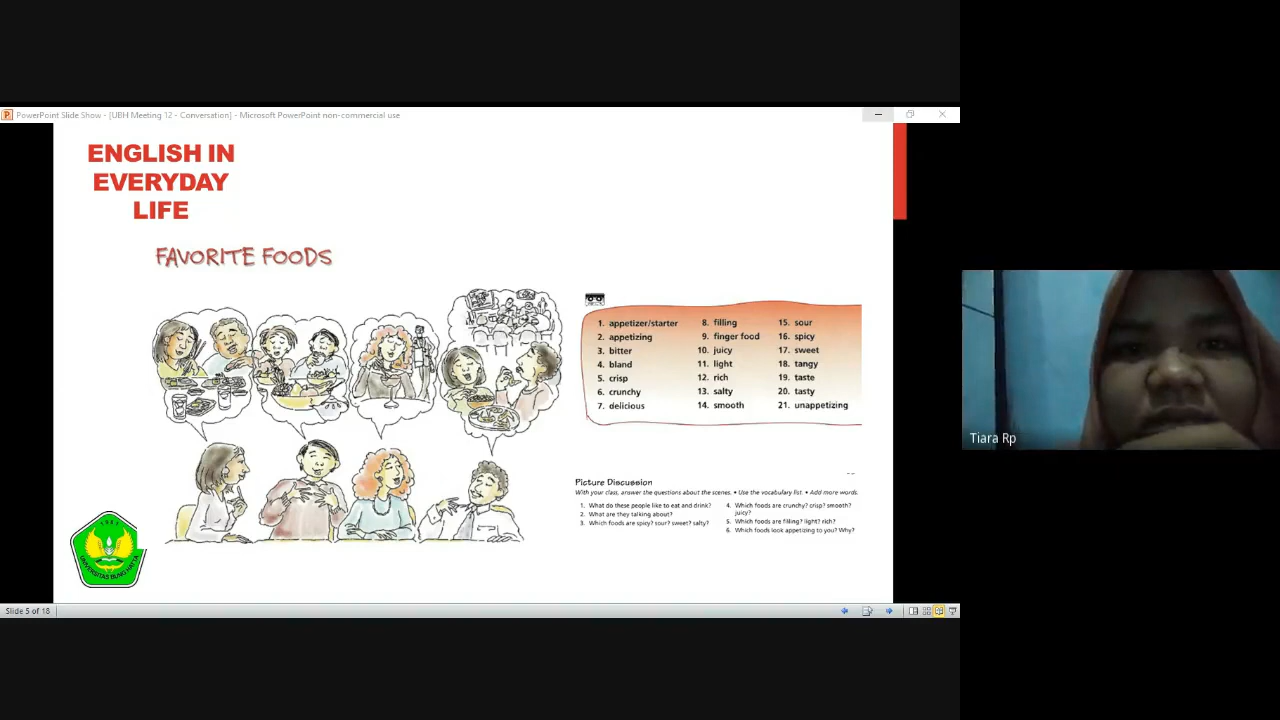 PowerPoint Slide Show - [UBH Meeting 12 - Conversation] - Microsoft PowerPoint non-commercial use
ENGLISH IN
EVERYDAY
LIFE
FAVORITE FOODS
1. appetizer/starter
2. appetizing
3. bitter
4. bland
5. crisp
6. crunchy
7. delicious
8. filling
9. finger food
10. juicy
11. light
12. rich
13. salty
14. smooth
15. sour
16. spicy
17. sweet
18. tangy
19. taste
20. tasty
21. unappetizing
Picture Discussion
With your class, answer the questions about the scenes. • Use the vocabulary list. • Add more words.
1. What do these people like to eat and drink?
2. What are they talking about?
3. Which foods are spicy? sour? sweet? salty?
4. Which foods are crunchy? crisp? smooth?
juicy?
5. Which foods are filling? light? rich?
6. Which foods look appetizing to you? Why?
1981
UNIVERSITAS BUNG HATTA
Slide 5 of 18
Tiara Rp